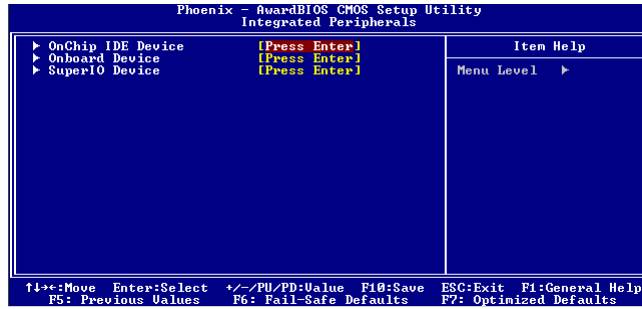 Phoenix - AwardBIOS CMOS Setup Utility
Integrated Peripherals
► OnChip IDE Device [Press Enter]
► Onboard Device [Press Enter]
► SuperIO Device [Press Enter]
Item Help
Menu Level ►
↑↓→←:Move Enter:Select +/-/PU/PD:Value F10:Save ESC:Exit F1:General Help
F5: Previous Values F6: Fail-Safe Defaults F7: Optimized Defaults